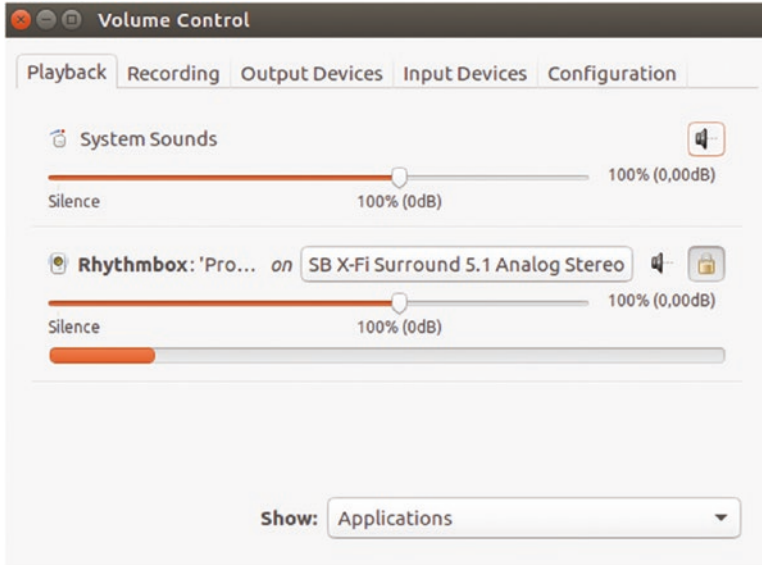 Volume Control
Playback Recording Output Devices Input Devices Configuration
System Sounds
100% (0,00dB)
Silence 100% (0dB)
Rhythmbox: 'Pro... on SB X-Fi Surround 5.1 Analog Stereo
100% (0,00dB)
Silence 100% (0dB)
Show: Applications